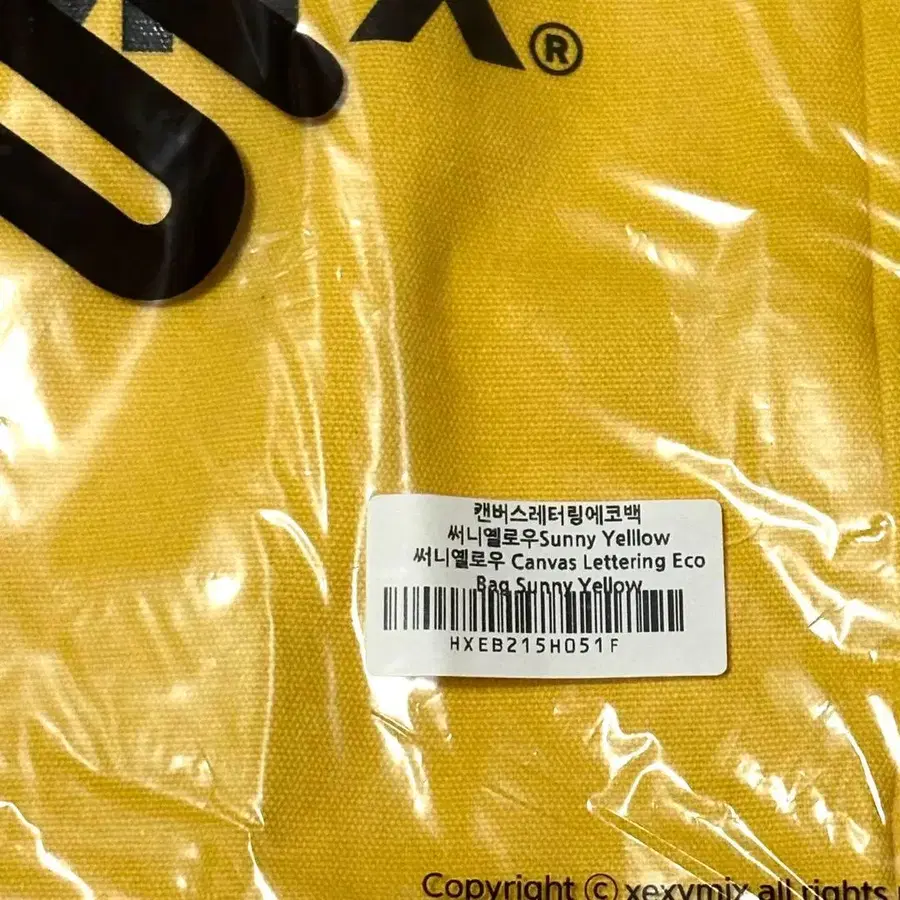 ®
캔버스레터링에코백
써니옐로우Sunny Yelllow
써니옐로우 Canvas Lettering Eco
Bag Sunny Yellow
HXEB215H051F
Copyright ⓒ xexymix all rights